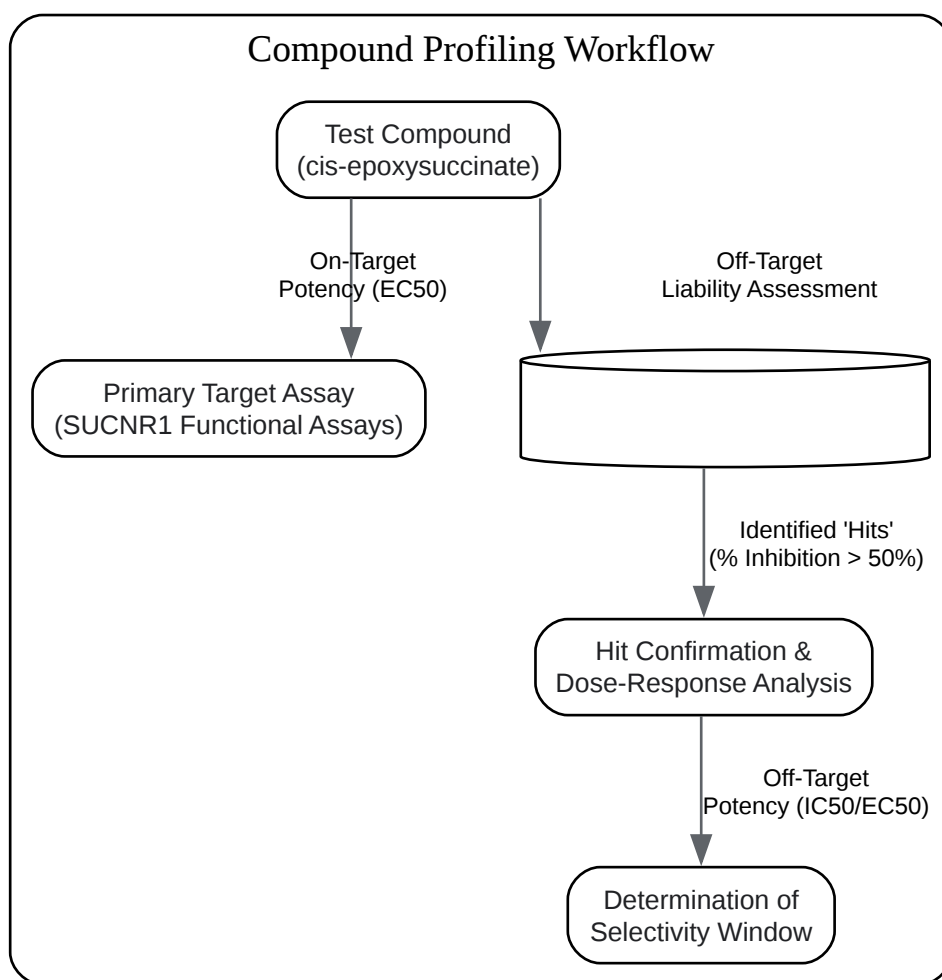 Compound Profiling Workflow
Test Compound
(cis-epoxysuccinate)
On-Target
Potency (EC50)
Off-Target
Liability Assessment
Primary Target Assay
(SUCNR1 Functional Assays)
Identified 'Hits'
(% Inhibition > 50%)
Hit Confirmation &
Dose-Response Analysis
Off-Target
Potency (IC50/EC50)
Determination of
Selectivity Window